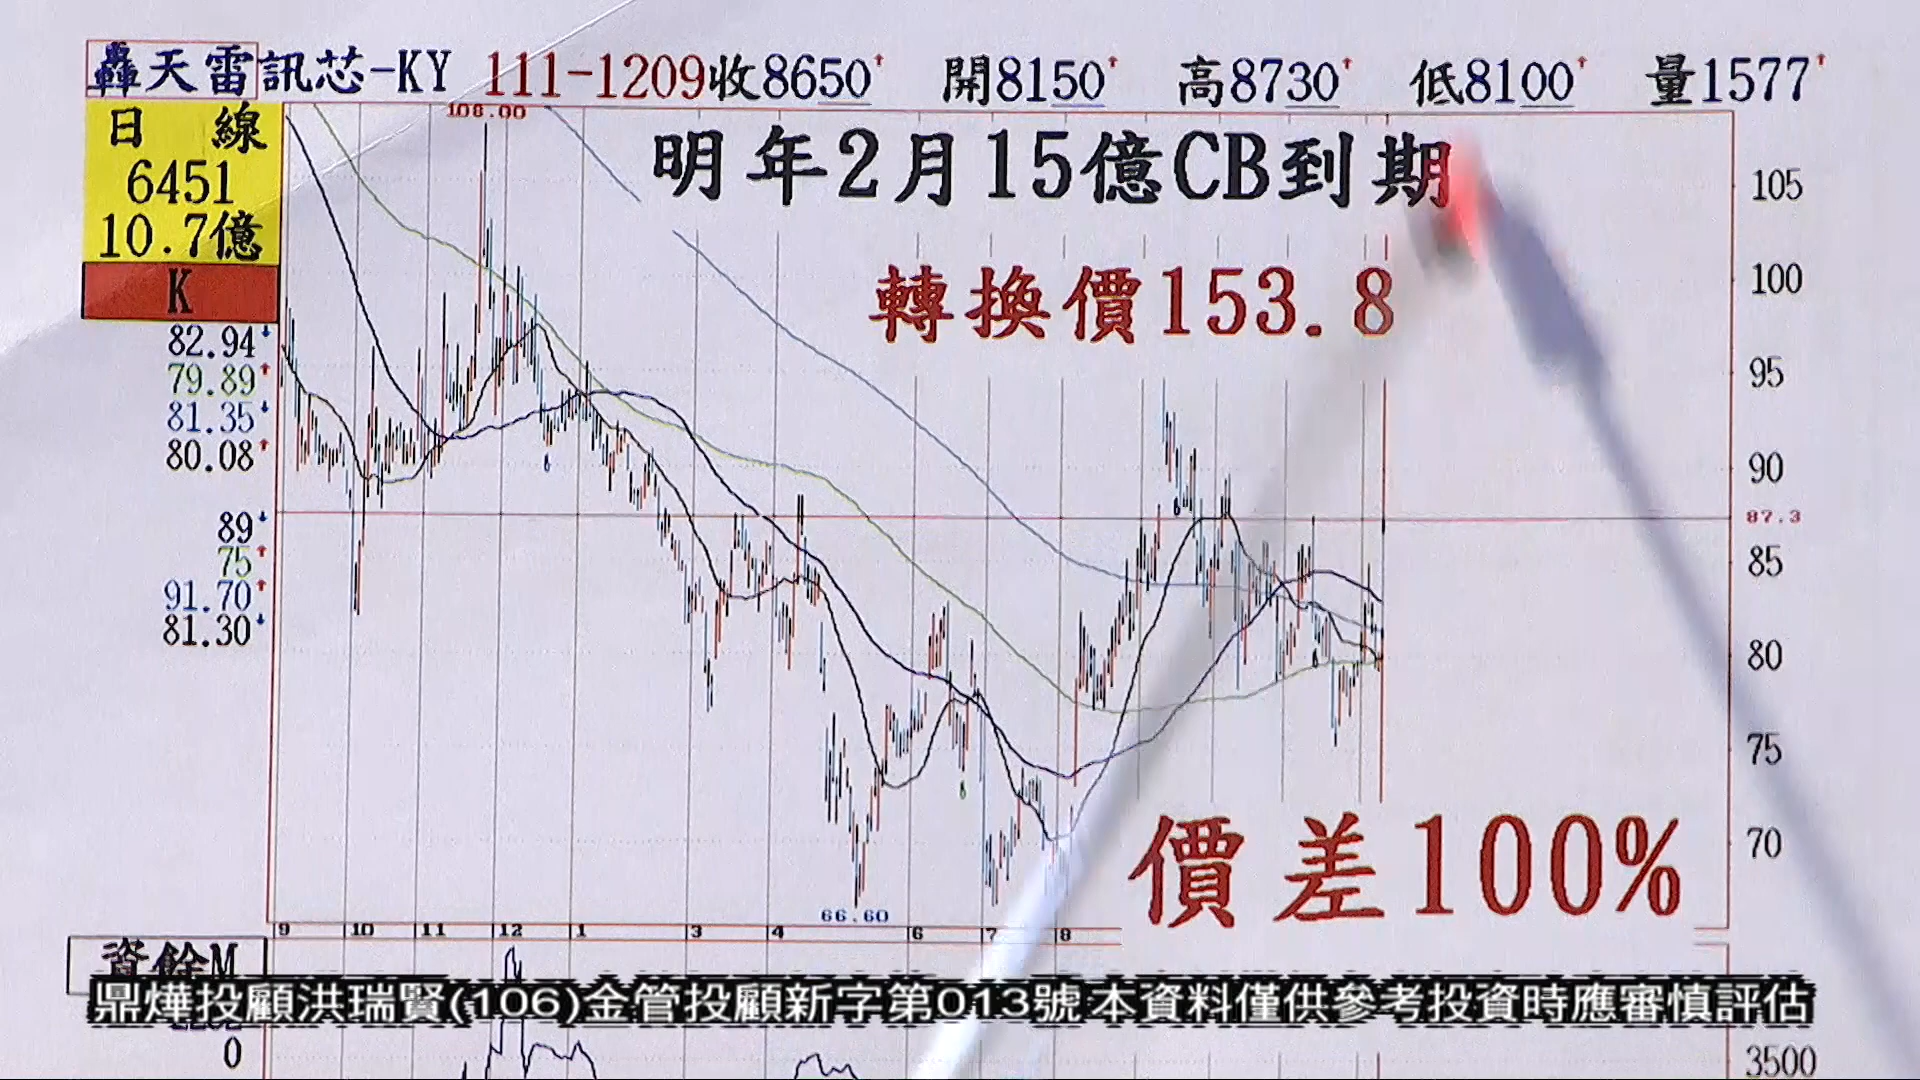 轟天雷訊芯-KY 111-1209收8650 開8150 高8730 低8100 量1577
日 線
6451
10.7億
K
108.00
明年2月15億CB到期
轉換價153.8
105
100
95
90
87.3
85
80
75
70
82.94
79.89
81.35
80.08
89
75
91.70
81.30
價差100%
66.60
9 10 11 12 1 3 4 6 7 8
資餘M
鼎燁投顧洪瑞賢(106)金管投顧新字第013號 本資料僅供參考投資時應審慎評估
0
3500